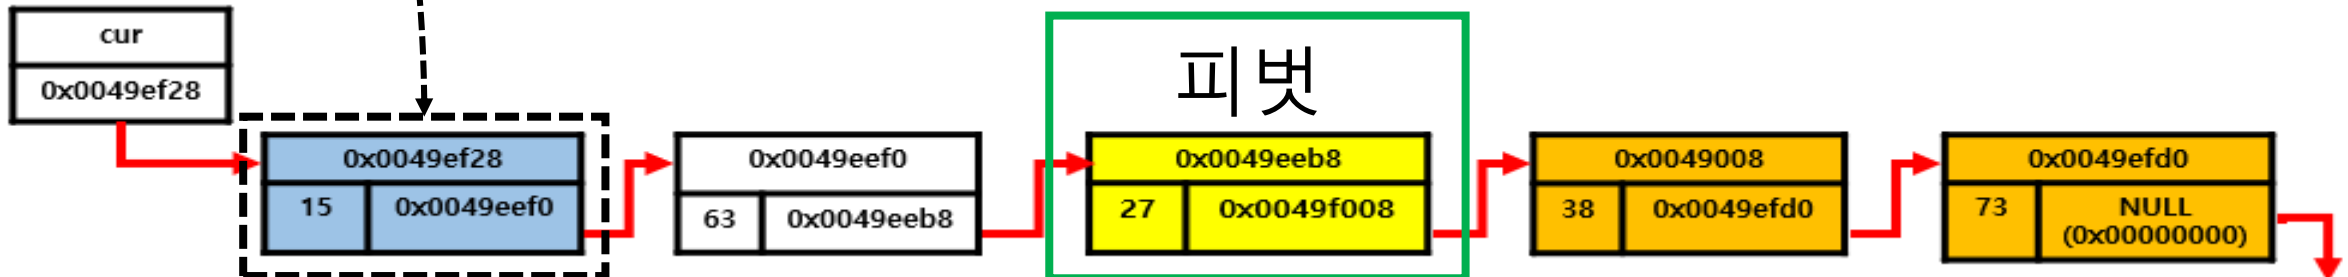 cur
0x0049ef28
피벗
0x0049ef28
15 0x0049eef0
0x0049eef0
63 0x0049eeb8
0x0049eeb8
27 0x0049f008
0x0049008
38 0x0049efd0
0x0049efd0
73 NULL
(0x00000000)